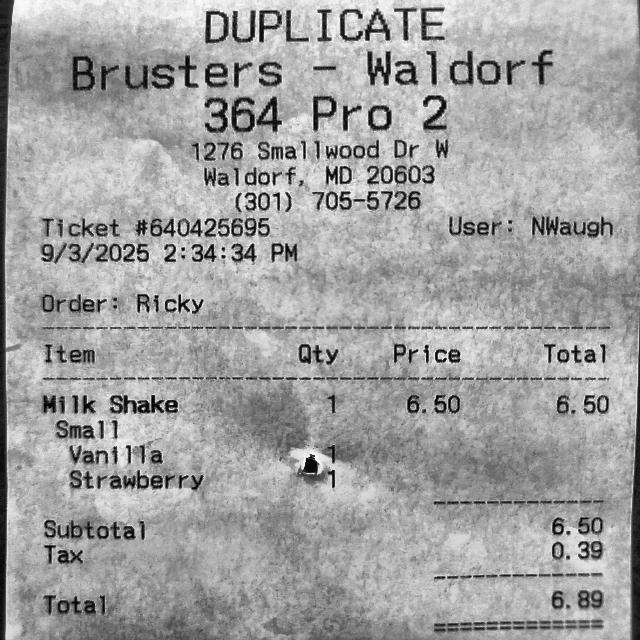 DUPLICATE
Brusters - Waldorf
364 Pro 2
1276 Smallwood Dr W
Waldorf, MD 20603
(301) 705-5726
Ticket #640425695 User: NWaugh
9/3/2025 2:34:34 PM
Order: Ricky
Item Qty Price Total
Milk Shake 1 6.50 6.50
Small
Vanilla 1
Strawberry 1
Subtotal 6.50
Tax 0.39
Total 6.89